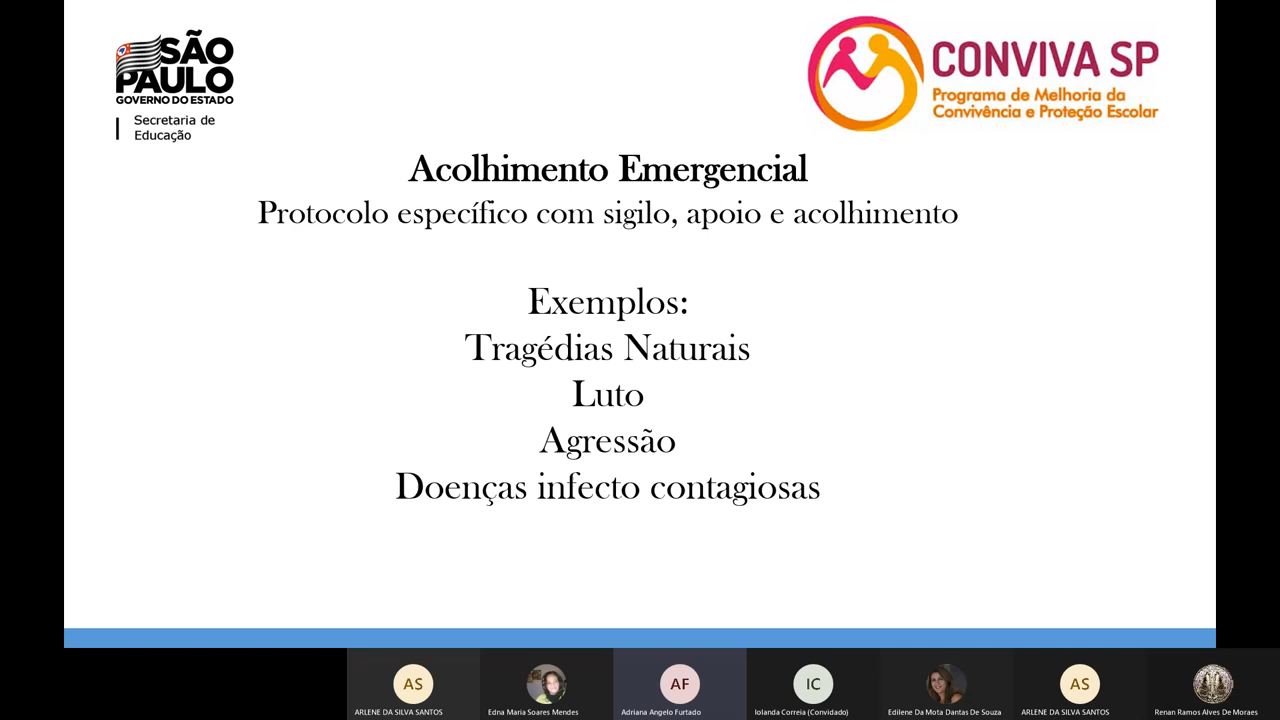 SÃO
PAULO
GOVERNO DO ESTADO
Secretaria de
Educação
CONVIVA SP
Programa de Melhoria da
Convivência e Proteção Escolar
Acolhimento Emergencial
Protocolo específico com sigilo, apoio e acolhimento
Exemplos:
Tragédias Naturais
Luto
Agressão
Doenças infecto contagiosas
AS
AF
IC
AS
ARLENE DA SILVA SANTOS
Edna Maria Soares Mendes
Adriana Angelo Furtado
Iolanda Correia (Convidado)
Edilene Da Mota Dantas De Souza
ARLENE DA SILVA SANTOS
Renan Ramos Alves De Moraes